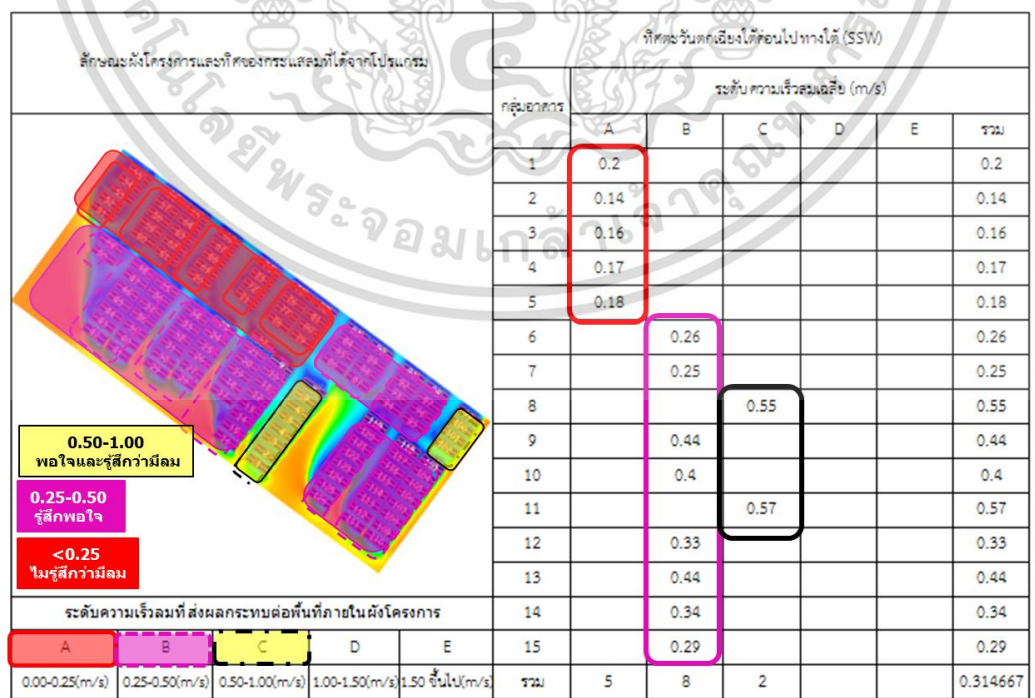 ลักษณะผังโครงการและทิศของกระแสลมที่ได้จากโปรแกรม
ทิศตะวันตกเฉียงใต้ค่อนไปทางใต้ (SSW)
กลุ่มอาคาร
ระดับความเร็วลมเฉลี่ย (m/s)
A B C D E รวม
1 0.2 0.2
2 0.14 0.14
3 0.16 0.16
4 0.17 0.17
5 0.18 0.18
6 0.26 0.26
7 0.25 0.25
8 0.55 0.55
9 0.44 0.44
10 0.4 0.4
11 0.57 0.57
12 0.33 0.33
13 0.44 0.44
14 0.34 0.34
15 0.29 0.29
รวม 5 8 2 0.314667
0.50-1.00
พอใจและรู้สึกว่ามีลม
0.25-0.50
รู้สึกพอใจ
<0.25
ไม่รู้สึกว่ามีลม
ระดับความเร็วลมที่ส่งผลกระทบต่อพื้นที่ภายในผังโครงการ
A B C D E
0.00-0.25(m/s) 0.25-0.50(m/s) 0.50-1.00(m/s) 1.00-1.50(m/s) 1.50 ขึ้นไป(m/s)